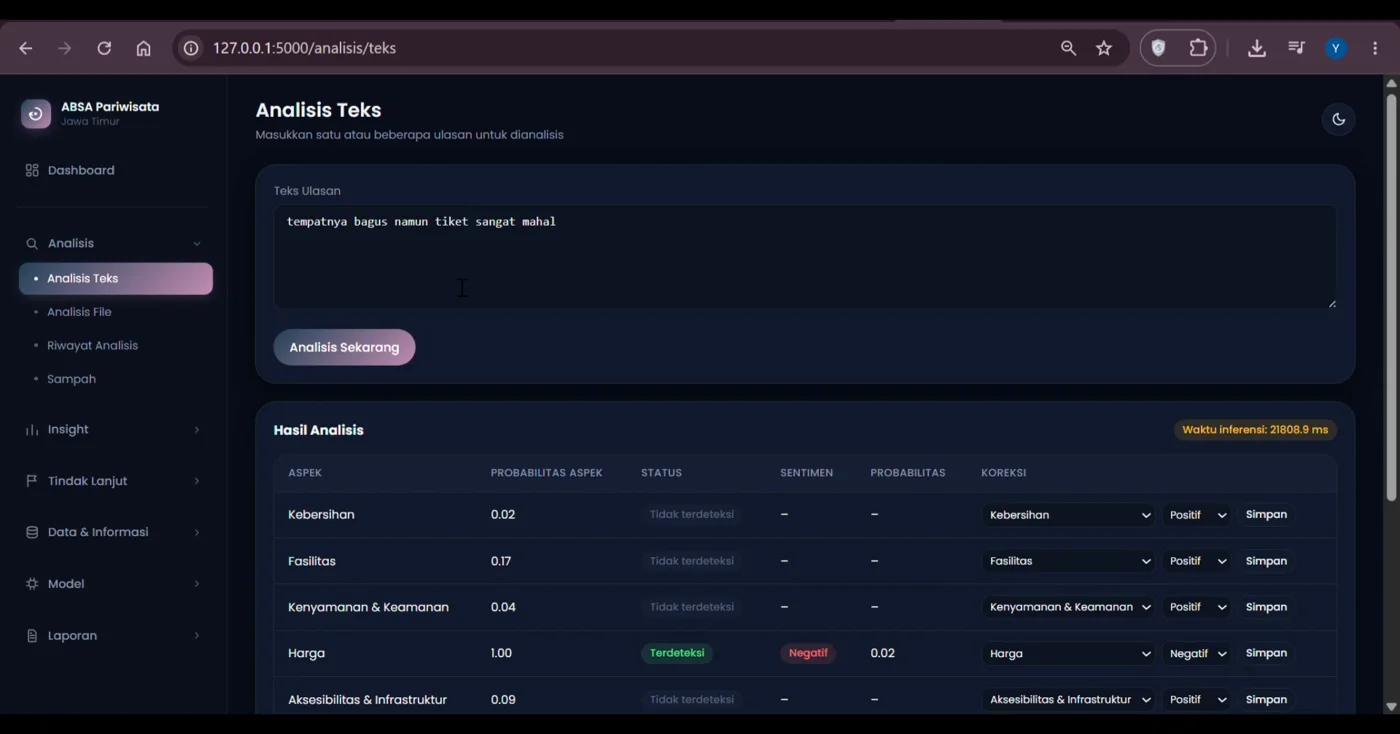 127.0.0.1:5000/analisis/teks
Y
ABSA Pariwisata
Jawa Timur
Dashboard
Analisis
Analisis Teks
Analisis File
Riwayat Analisis
Sampah
Insight
Tindak Lanjut
Data & Informasi
Model
Laporan
Analisis Teks
Masukkan satu atau beberapa ulasan untuk dianalisis
Teks Ulasan
tempatnya bagus namun tiket sangat mahal
Analisis Sekarang
Hasil Analisis
Waktu inferensi: 21808.9 ms
ASPEK PROBABILITAS ASPEK STATUS SENTIMEN PROBABILITAS KOREKSI
Kebersihan 0.02 Tidak terdeteksi – – Kebersihan Positif Simpan
Fasilitas 0.17 Tidak terdeteksi – – Fasilitas Positif Simpan
Kenyamanan & Keamanan 0.04 Tidak terdeteksi – – Kenyamanan & Keamanan Positif Simpan
Harga 1.00 Terdeteksi Negatif 0.02 Harga Negatif Simpan
Aksesibilitas & Infrastruktur 0.09 Tidak terdeteksi – – Aksesibilitas & Infrastruktur Positif Simpan